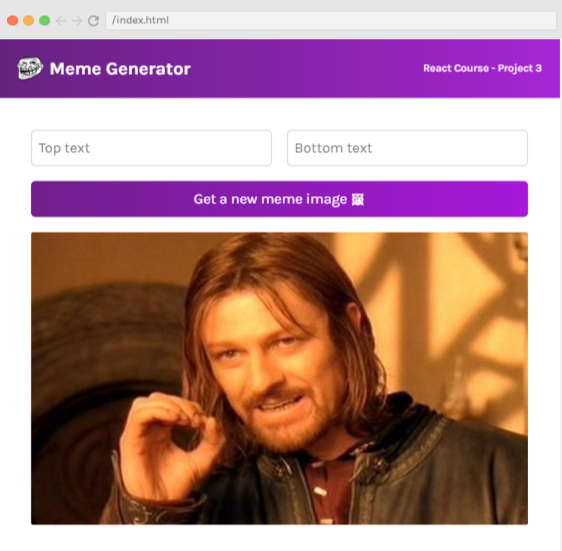 /index.html
Meme Generator
React Course - Project 3
Top text
Bottom text
Get a new meme image 🖼